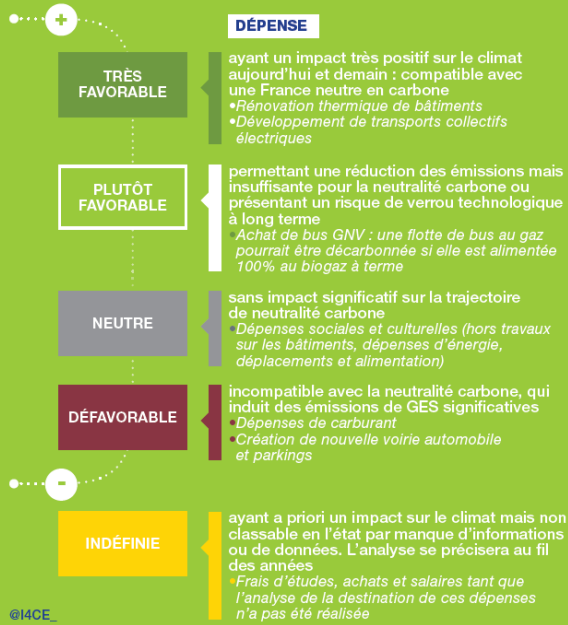 +
DÉPENSE
TRÈS
FAVORABLE
ayant un impact très positif sur le climat
aujourd'hui et demain : compatible avec
une France neutre en carbone
•Rénovation thermique de bâtiments
•Développement de transports collectifs
électriques
PLUTÔT
FAVORABLE
permettant une réduction des émissions mais
insuffisante pour la neutralité carbone ou
présentant un risque de verrou technologique
à long terme
•Achat de bus GNV : une flotte de bus au gaz
pourrait être décarbonnée si elle est alimentée
100% au biogaz à terme
NEUTRE
sans impact significatif sur la trajectoire
de neutralité carbone
•Dépenses sociales et culturelles (hors travaux
sur les bâtiments, dépenses d'énergie,
déplacements et alimentation)
DÉFAVORABLE
incompatible avec la neutralité carbone, qui
induit des émissions de GES significatives
•Dépenses de carburant
•Création de nouvelle voirie automobile
et parkings
-
INDÉFINIE
ayant a priori un impact sur le climat mais non
classable en l'état par manque d'informations
ou de données. L'analyse se précisera au fil
des années
•Frais d'études, achats et salaires tant que
l'analyse de la destination de ces dépenses
n'a pas été réalisée
@I4CE_